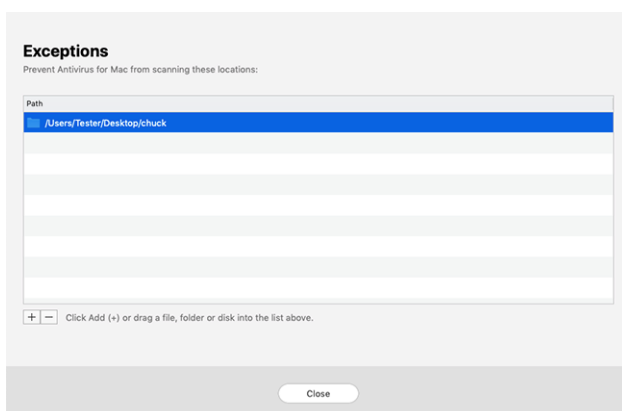 Exceptions
Prevent Antivirus for Mac from scanning these locations:
Path
/Users/Tester/Desktop/chuck
+ − Click Add (+) or drag a file, folder or disk into the list above.
Close